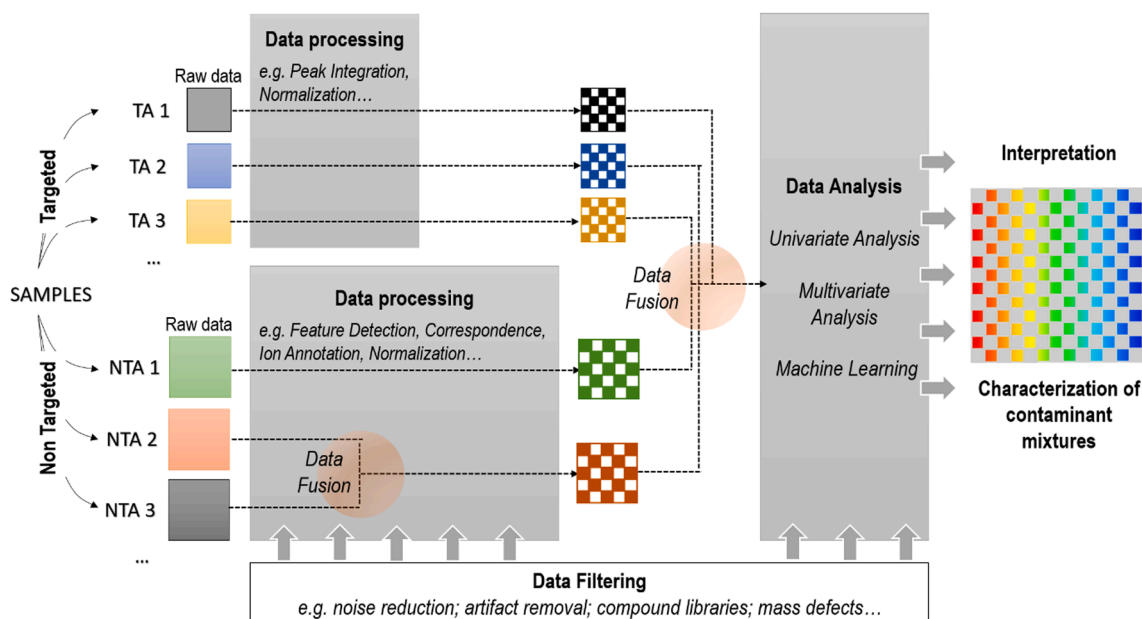 Data processing
e.g. Peak Integration,
Normalization…
Raw data
TA 1
TA 2
TA 3
...
Targeted
SAMPLES
Non Targeted
Raw data
NTA 1
NTA 2
NTA 3
...
Data processing
e.g. Feature Detection, Correspondence,
Ion Annotation, Normalization…
Data
Fusion
Data
Fusion
Data Analysis
Univariate Analysis
Multivariate
Analysis
Machine Learning
Interpretation
Characterization of
contaminant
mixtures
Data Filtering
e.g. noise reduction; artifact removal; compound libraries; mass defects…